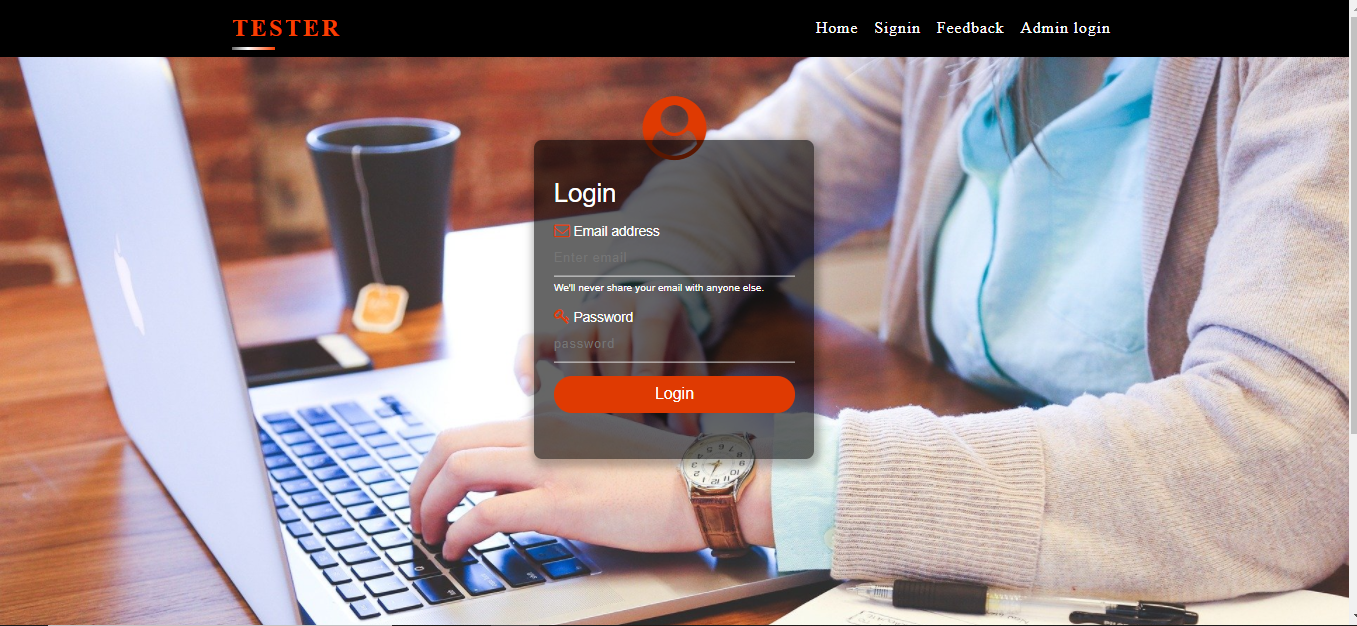 TESTER
Home Signin Feedback Admin login
Login
Email address
Enter email
We'll never share your email with anyone else.
Password
password
Login